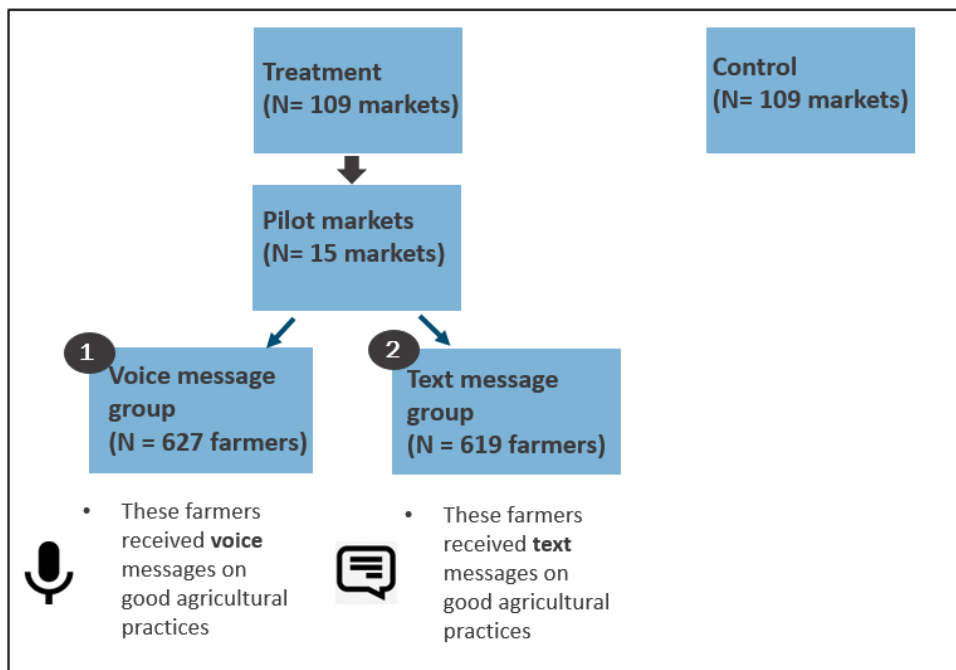 Treatment
(N= 109 markets)
Control
(N= 109 markets)
Pilot markets
(N= 15 markets)
1
Voice message
group
(N = 627 farmers)
• These farmers
received voice
messages on
good agricultural
practices
2
Text message
group
(N = 619 farmers)
• These farmers
received text
messages on
good agricultural
practices